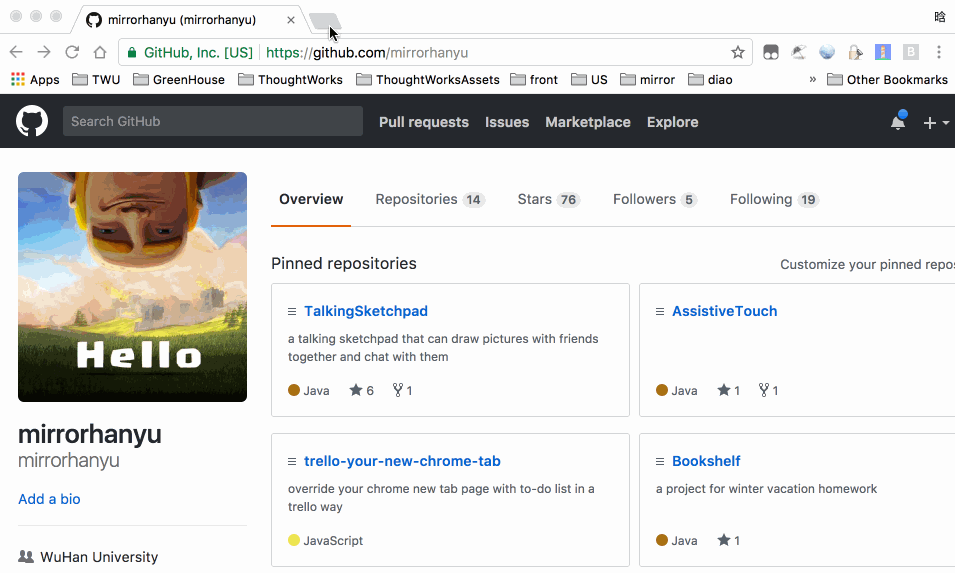 mirrorhanyu (mirrorhanyu)
晗
GitHub, Inc. [US] https://github.com/mirrorhanyu
Apps TWU GreenHouse ThoughtWorks ThoughtWorksAssets front US mirror diao » Other Bookmarks
Search GitHub Pull requests Issues Marketplace Explore
Overview Repositories 14 Stars 76 Followers 5 Following 19
Pinned repositories
Customize your pinned repos
TalkingSketchpad
a talking sketchpad that can draw pictures with friends
together and chat with them
Java 6 1
AssistiveTouch
Java 1 1
Hello
mirrorhanyu
mirrorhanyu
Add a bio
WuHan University
trello-your-new-chrome-tab
override your chrome new tab page with to-do list in a
trello way
JavaScript
Bookshelf
a project for winter vacation homework
Java 1